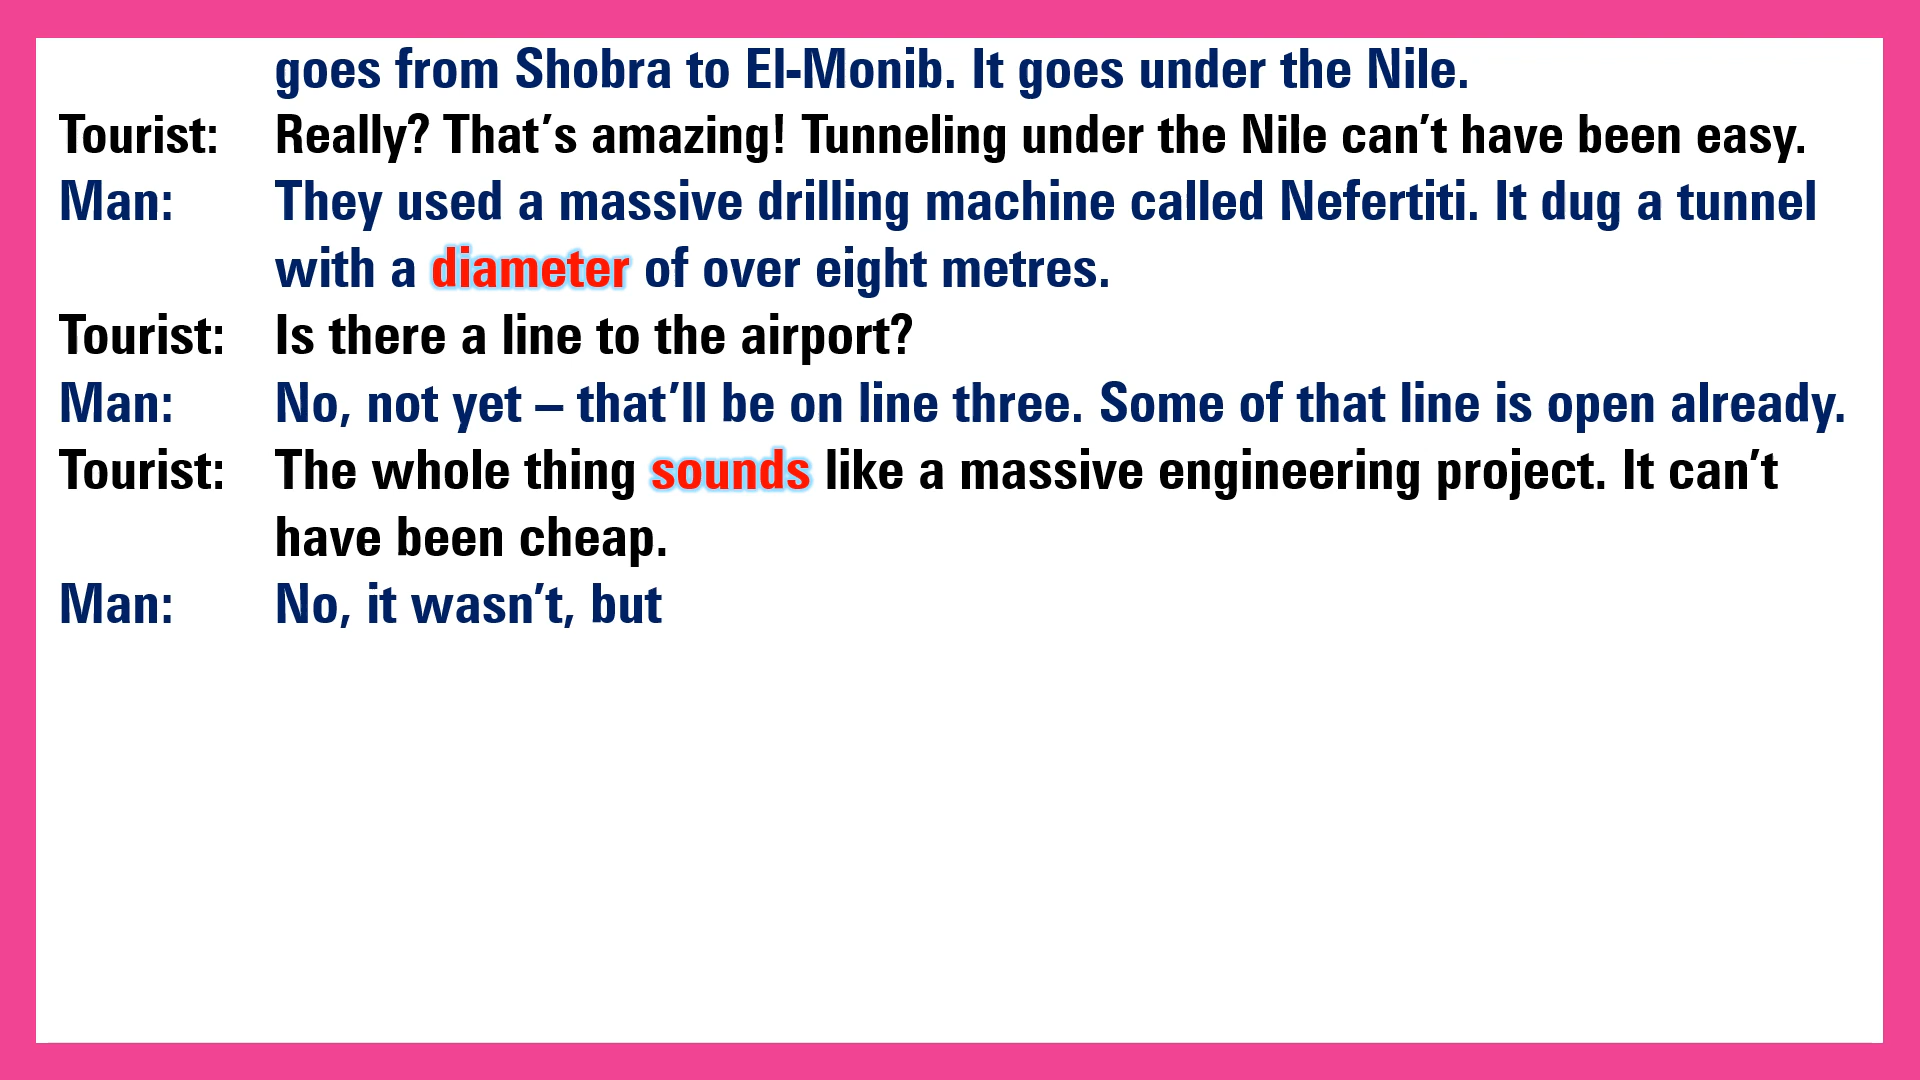 goes from Shobra to El-Monib. It goes under the Nile.
Tourist: Really? That’s amazing! Tunneling under the Nile can’t have been easy.
Man: They used a massive drilling machine called Nefertiti. It dug a tunnel
with a diameter of over eight metres.
Tourist: Is there a line to the airport?
Man: No, not yet – that’ll be on line three. Some of that line is open already.
Tourist: The whole thing sounds like a massive engineering project. It can’t
have been cheap.
Man: No, it wasn’t, but